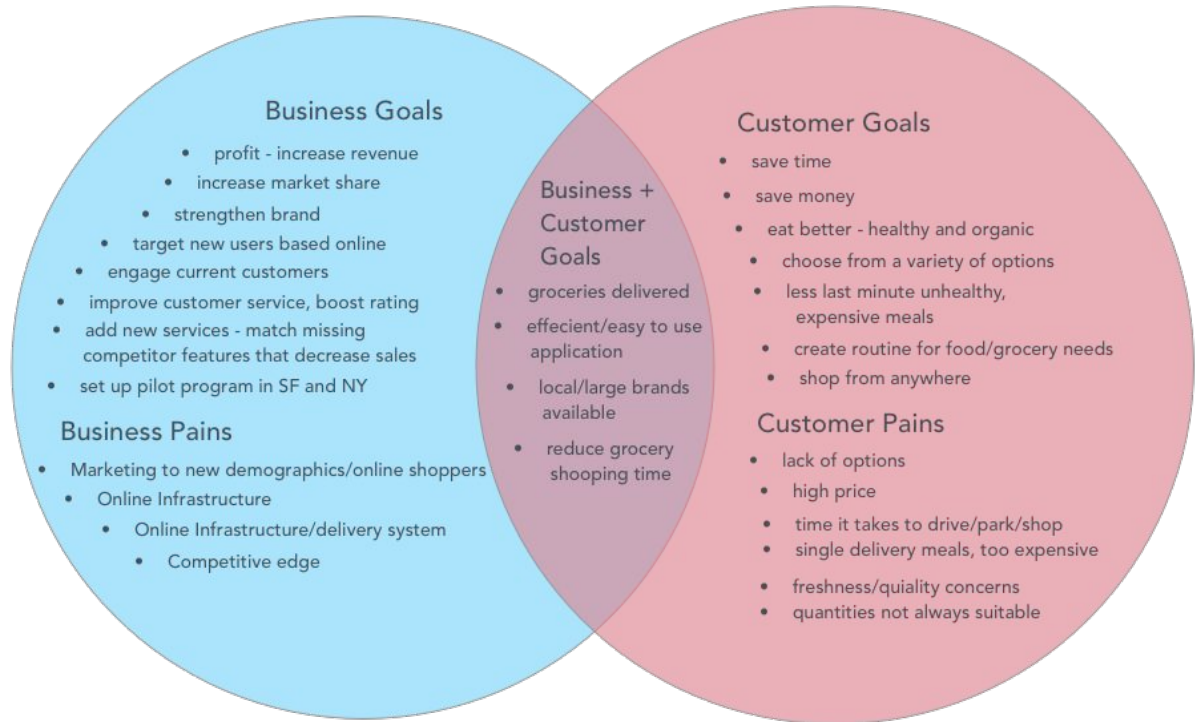 Business Goals
• profit - increase revenue
• increase market share
• strengthen brand
• target new users based online
• engage current customers
• improve customer service, boost rating
• add new services - match missing
competitor features that decrease sales
• set up pilot program in SF and NY
Business Pains
• Marketing to new demographics/online shoppers
• Online Infrastructure
• Online Infrastructure/delivery system
• Competitive edge
Business +
Customer
Goals
• groceries delivered
• effecient/easy to use
application
• local/large brands
available
• reduce grocery
shooping time
Customer Goals
• save time
• save money
• eat better - healthy and organic
• choose from a variety of options
• less last minute unhealthy,
expensive meals
• create routine for food/grocery needs
• shop from anywhere
Customer Pains
• lack of options
• high price
• time it takes to drive/park/shop
• single delivery meals, too expensive
• freshness/quiality concerns
• quantities not always suitable